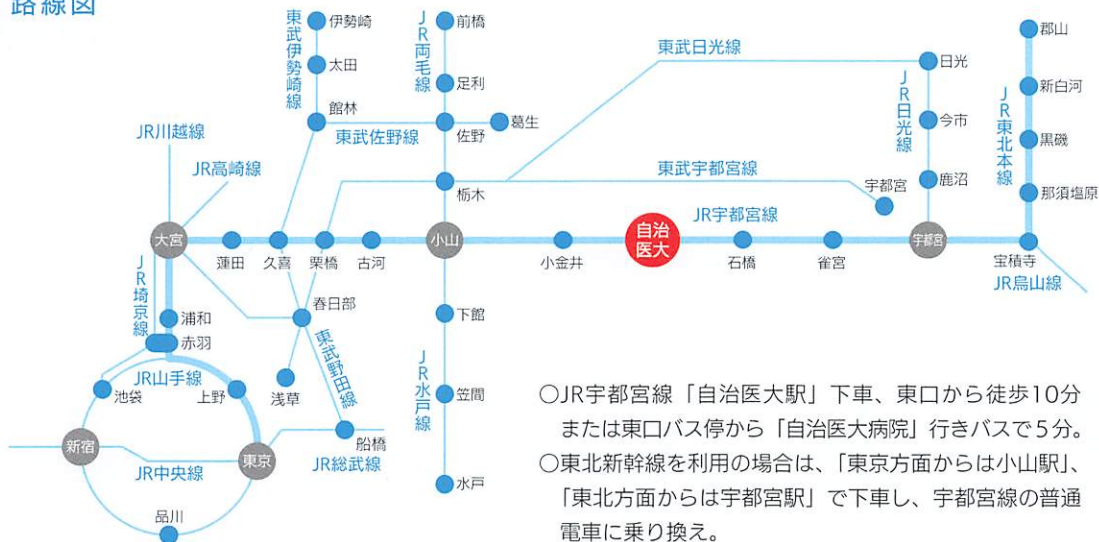 路線図
伊勢崎
太田
館林
東武伊勢崎線
JR両毛線
前橋
足利
佐野
葛生
東武佐野線
栃木
東武日光線
日光
今市
鹿沼
JR日光線
郡山
新白河
黒磯
那須塩原
JR東北本線
JR川越線
JR高崎線
東武宇都宮線
宇都宮
JR宇都宮線
大宮
蓮田
久喜
栗橋
古河
小山
小金井
自治
医大
石橋
雀宮
宇都宮
宝積寺
JR烏山線
JR埼京線
浦和
赤羽
春日部
東武野田線
浅草
船橋
JR総武線
JR山手線
池袋
上野
新宿
東京
JR中央線
品川
下館
笠間
水戸
JR水戸線
○JR宇都宮線「自治医大駅」下車、東口から徒歩10分
または東口バス停から「自治医大病院」行きバスで5分。
○東北新幹線を利用の場合は、「東京方面からは小山駅」、
「東北方面からは宇都宮駅」で下車し、宇都宮線の普通
電車に乗り換え。